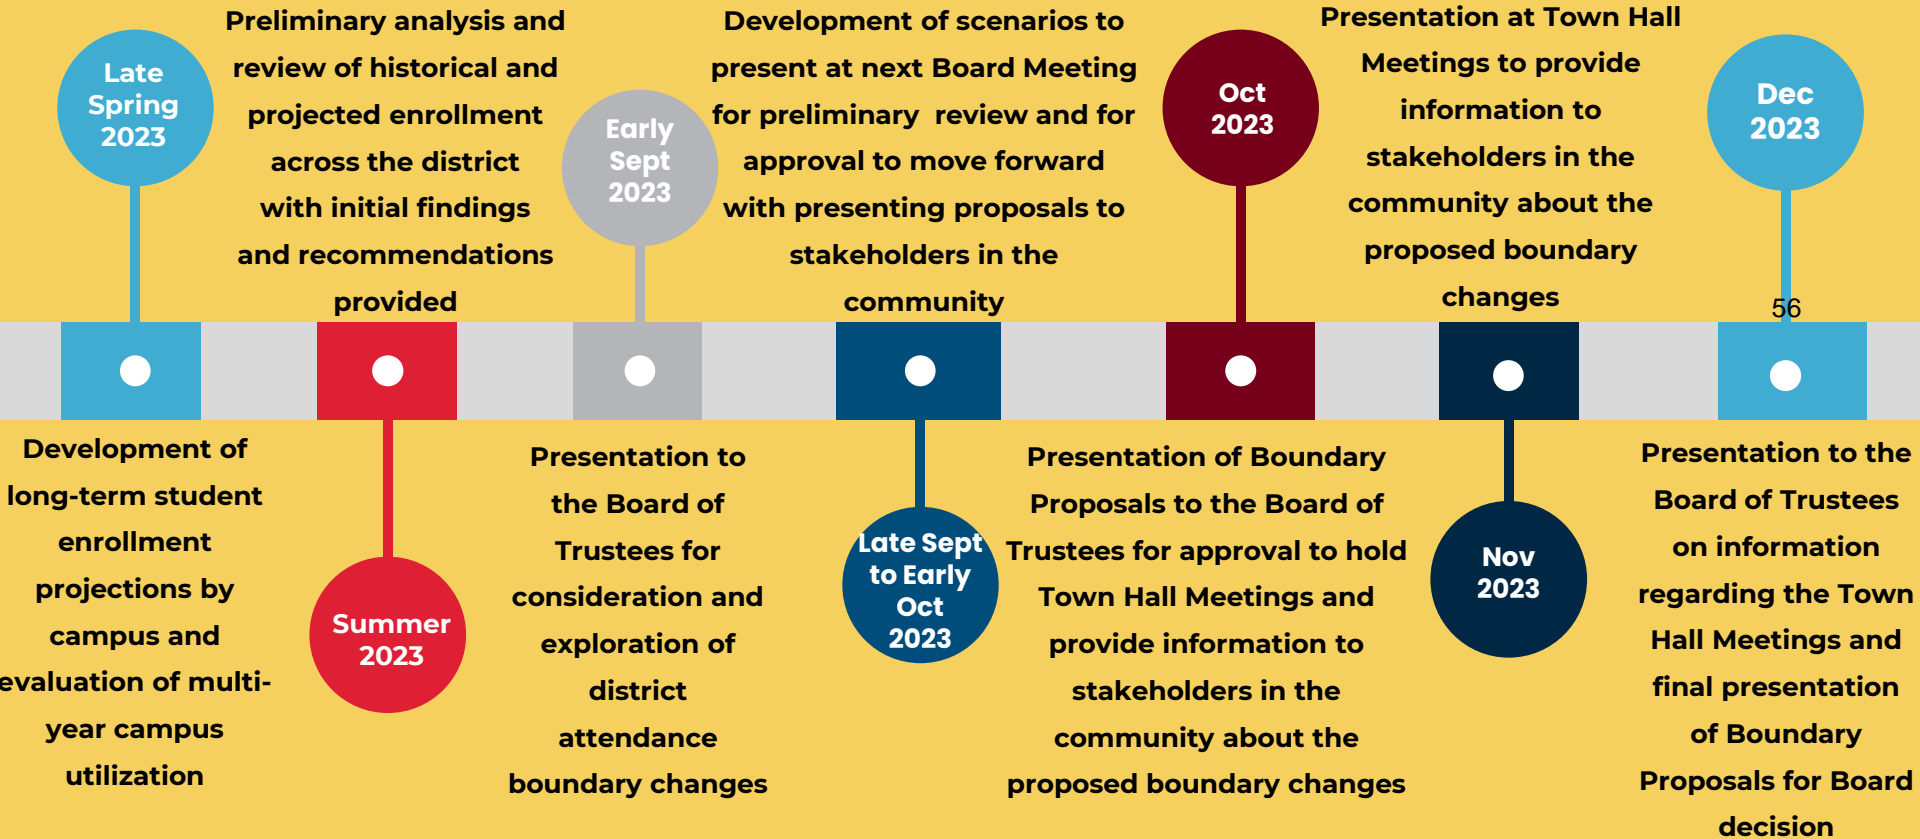 Late
Spring
2023
Development of
long-term student
enrollment
projections by
campus and
evaluation of multi-
year campus
utilization
Preliminary analysis and
review of historical and
projected enrollment
across the district
with initial findings
and recommendations
provided
Summer
2023
Early
Sept
2023
Presentation to
the Board of
Trustees for
consideration and
exploration of
district
attendance
boundary changes
Development of scenarios to
present at next Board Meeting
for preliminary review and for
approval to move forward
with presenting proposals to
stakeholders in the
community
Late Sept
to Early
Oct
2023
Oct
2023
Presentation of Boundary
Proposals to the Board of
Trustees for approval to hold
Town Hall Meetings and
provide information to
stakeholders in the
community about the
proposed boundary changes
Presentation at Town Hall
Meetings to provide
information to
stakeholders in the
community about the
proposed boundary
changes
Nov
2023
Dec
2023
56
Presentation to the
Board of Trustees
on information
regarding the Town
Hall Meetings and
final presentation
of Boundary
Proposals for Board
decision